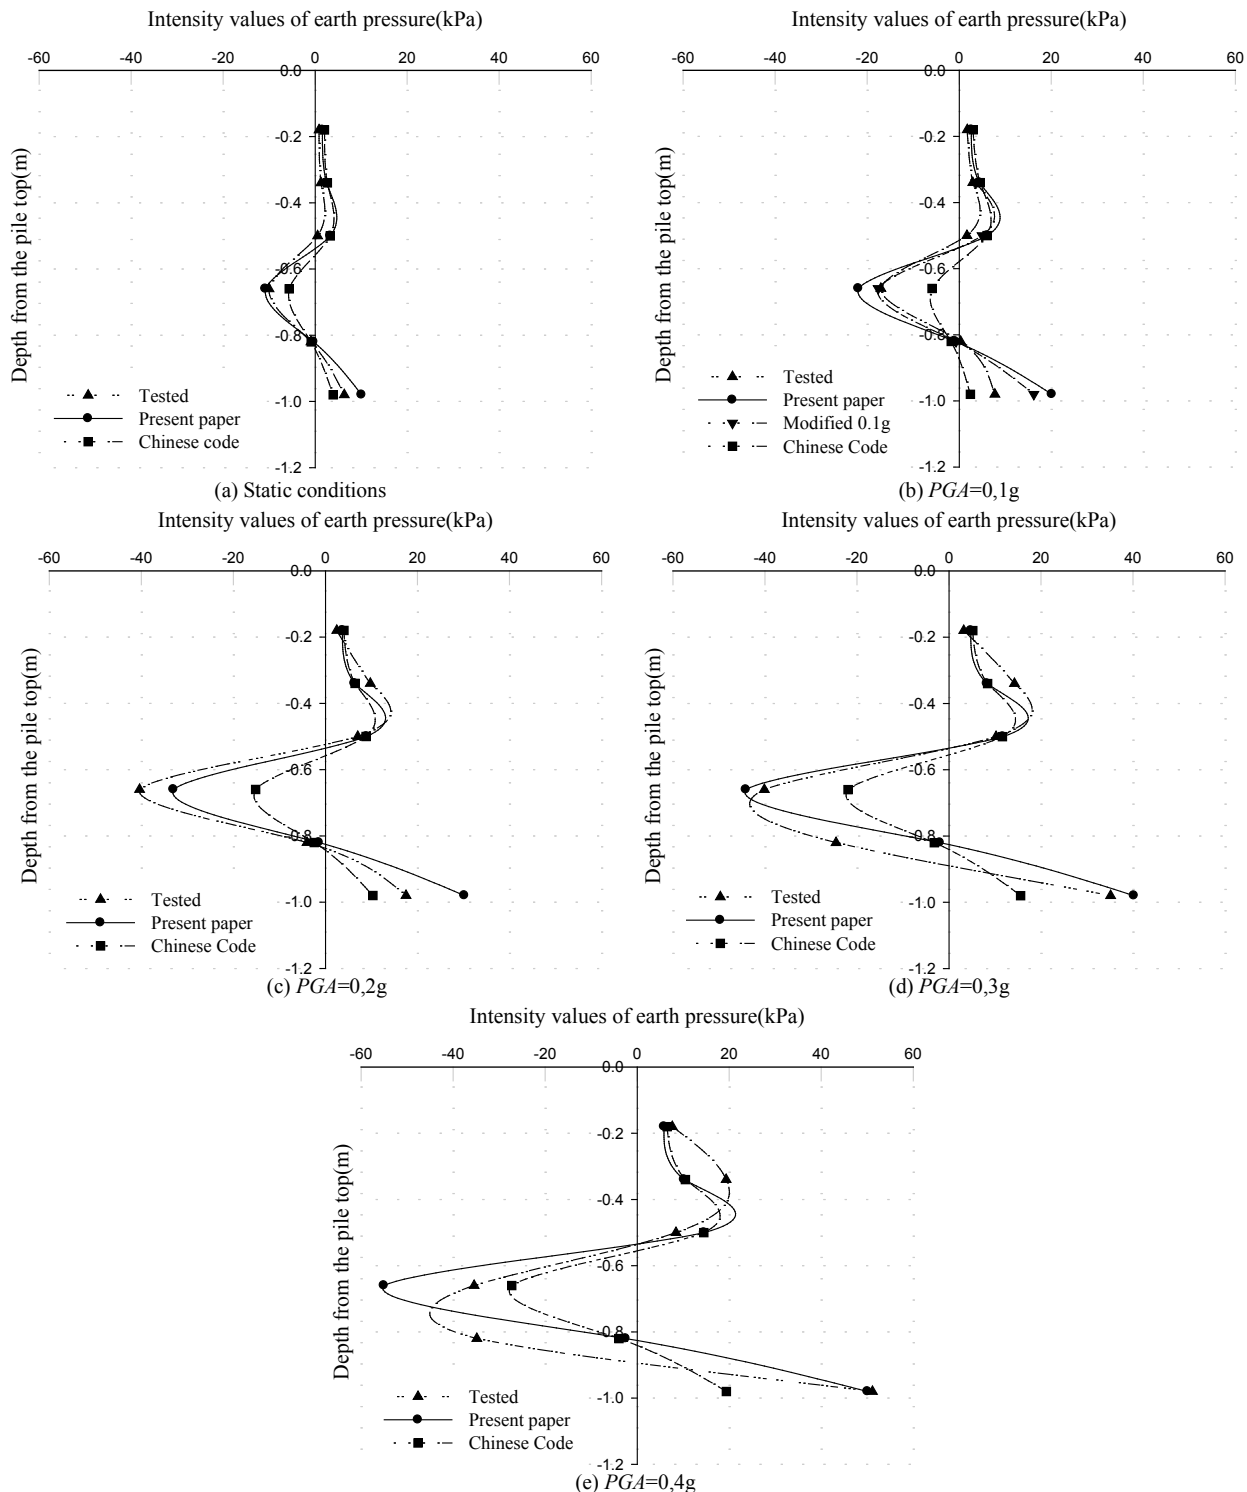 Intensity values of earth pressure(kPa)
-60 -40 -20 0 20 40 60
0.0
-0.2
-0.4
-0.6
-0.8
-1.0
-1.2
Depth from the pile top(m)
Tested
Present paper
Chinese code
(a) Static conditions
Intensity values of earth pressure(kPa)
-60 -40 -20 0 20 40 60
0.0
-0.2
-0.4
-0.6
-0.8
-1.0
-1.2
Depth from the pile top(m)
Tested
Present paper
Modified 0.1g
Chinese Code
(b) PGA=0,1g
Intensity values of earth pressure(kPa)
-60 -40 -20 0 20 40 60
0.0
-0.2
-0.4
-0.6
-0.8
-1.0
-1.2
Depth from the pile top(m)
Tested
Present paper
Chinese Code
(c) PGA=0,2g
Intensity values of earth pressure(kPa)
-60 -40 -20 0 20 40 60
0.0
-0.2
-0.4
-0.6
-0.8
-1.0
-1.2
Depth from the pile top(m)
Tested
Present paper
Chinese Code
(d) PGA=0,3g
Intensity values of earth pressure(kPa)
-60 -40 -20 0 20 40 60
0.0
-0.2
-0.4
-0.6
-0.8
-1.0
-1.2
Depth from the pile top(m)
Tested
Present paper
Chinese Code
(e) PGA=0,4g